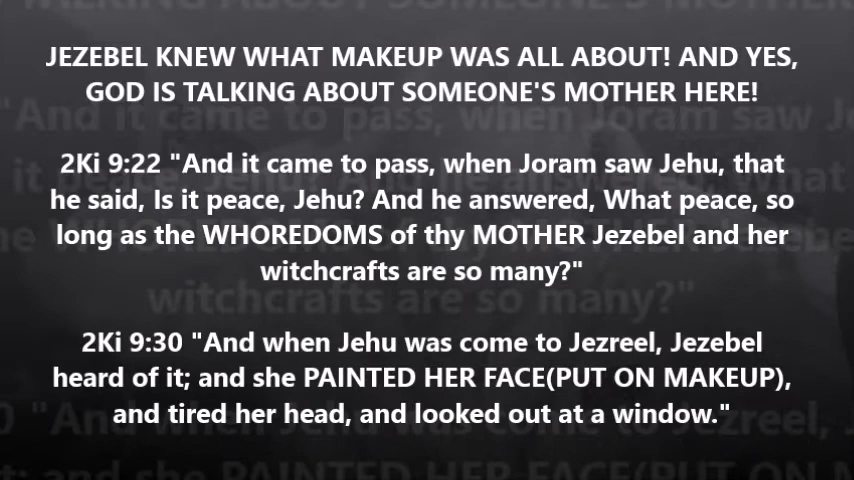 JEZEBEL KNEW WHAT MAKEUP WAS ALL ABOUT! AND YES,
GOD IS TALKING ABOUT SOMEONE'S MOTHER HERE!
2Ki 9:22 "And it came to pass, when Joram saw Jehu, that
he said, Is it peace, Jehu? And he answered, What peace, so
long as the WHOREDOMS of thy MOTHER Jezebel and her
witchcrafts are so many?"
2Ki 9:30 "And when Jehu was come to Jezreel, Jezebel
heard of it; and she PAINTED HER FACE(PUT ON MAKEUP),
and tired her head, and looked out at a window."